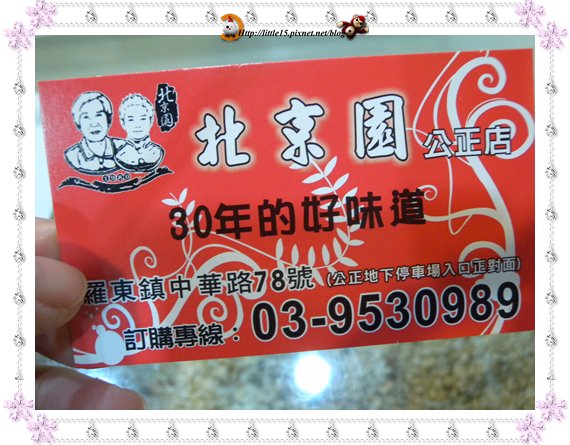 Http://little15.pixnet.net/blog
北京園
北京園 公正店
30年的好味道
羅東鎮中華路78號 (公正地下停車場入口正對面)
訂購專線：03-9530989